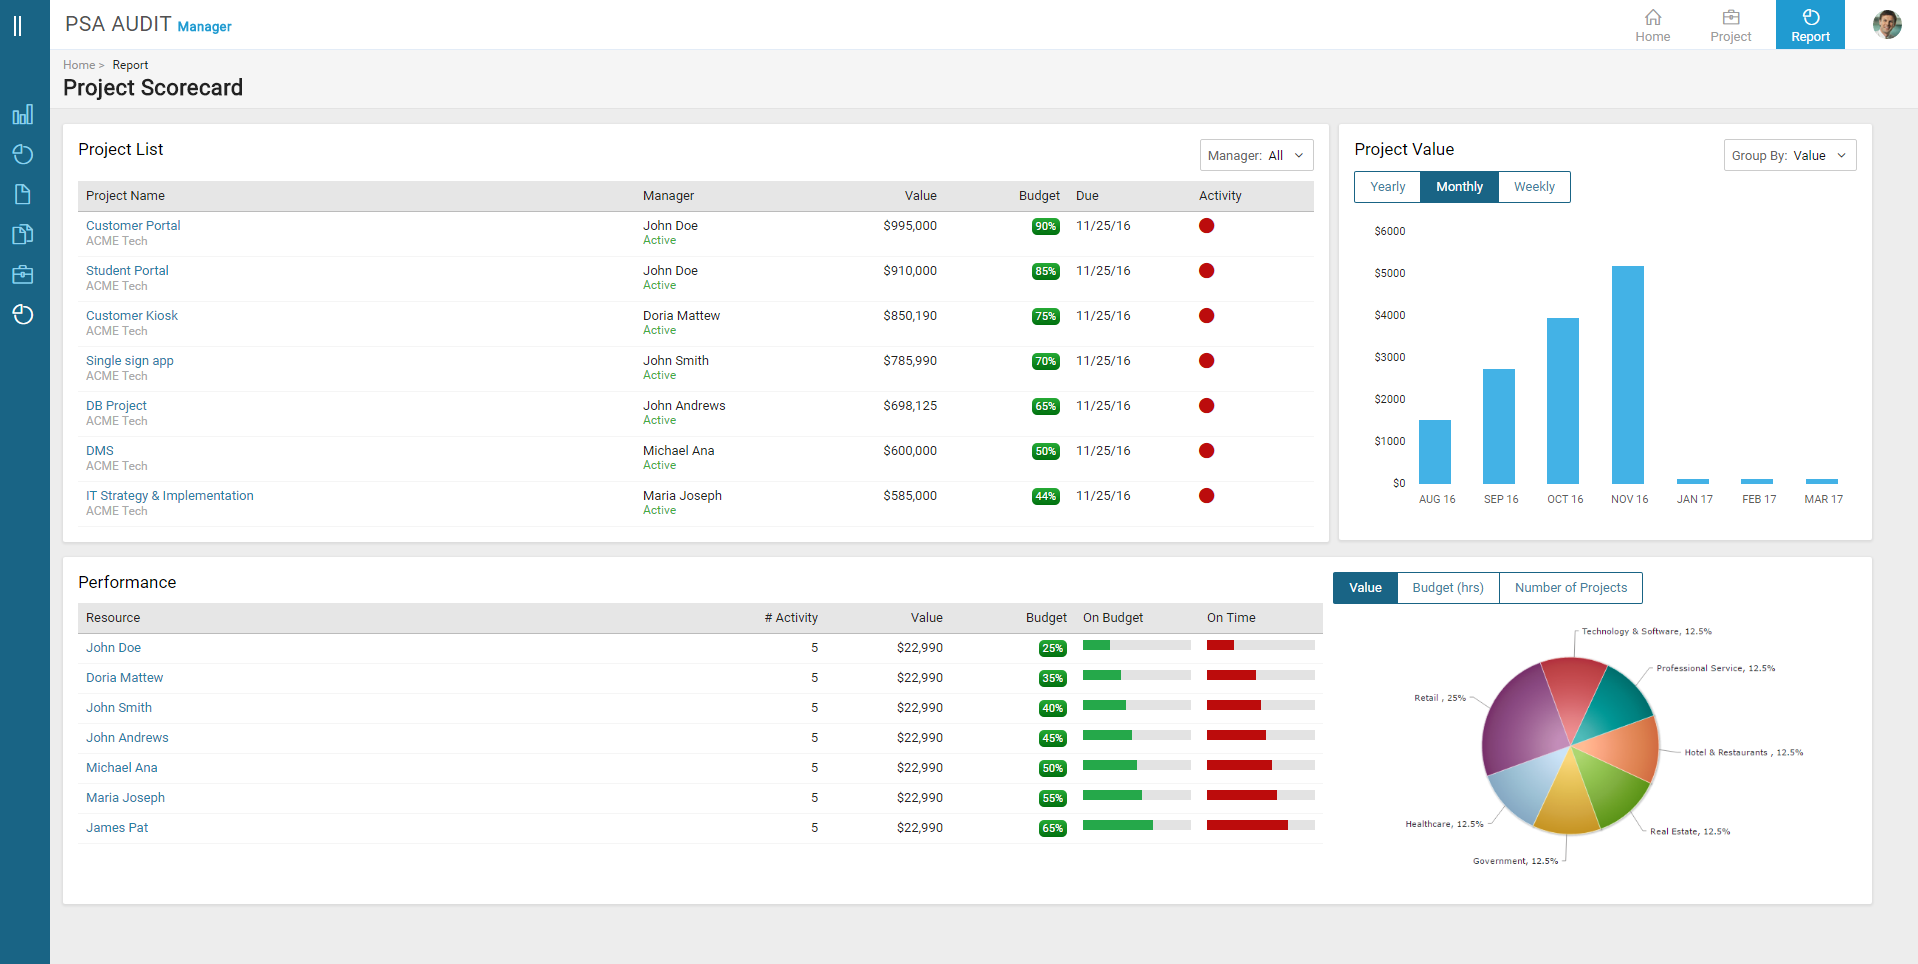 PSA AUDIT Manager
Home
Project
Report
Home > Report
Project Scorecard
Project List
Manager: All
Project Name Manager Value Budget Due Activity
Customer Portal John Doe $995,000 90% 11/25/16
ACME Tech Active
Student Portal John Doe $910,000 85% 11/25/16
ACME Tech Active
Customer Kiosk Doria Mattew $850,190 75% 11/25/16
ACME Tech Active
Single sign app John Smith $785,990 70% 11/25/16
ACME Tech Active
DB Project John Andrews $698,125 65% 11/25/16
ACME Tech Active
DMS Michael Ana $600,000 50% 11/25/16
ACME Tech Active
IT Strategy & Implementation Maria Joseph $585,000 44% 11/25/16
ACME Tech Active
Project Value
Group By: Value
Yearly Monthly Weekly
$6000
$5000
$4000
$3000
$2000
$1000
$0
AUG 16 SEP 16 OCT 16 NOV 16 JAN 17 FEB 17 MAR 17
Performance
Resource # Activity Value Budget On Budget On Time
John Doe 5 $22,990 25%
Doria Mattew 5 $22,990 35%
John Smith 5 $22,990 40%
John Andrews 5 $22,990 45%
Michael Ana 5 $22,990 50%
Maria Joseph 5 $22,990 55%
James Pat 5 $22,990 65%
Value Budget (hrs) Number of Projects
Technology & Software, 12.5%
Professional Service, 12.5%
Retail , 25%
Hotel & Restaurants , 12.5%
Healthcare, 12.5%
Real Estate, 12.5%
Government, 12.5%